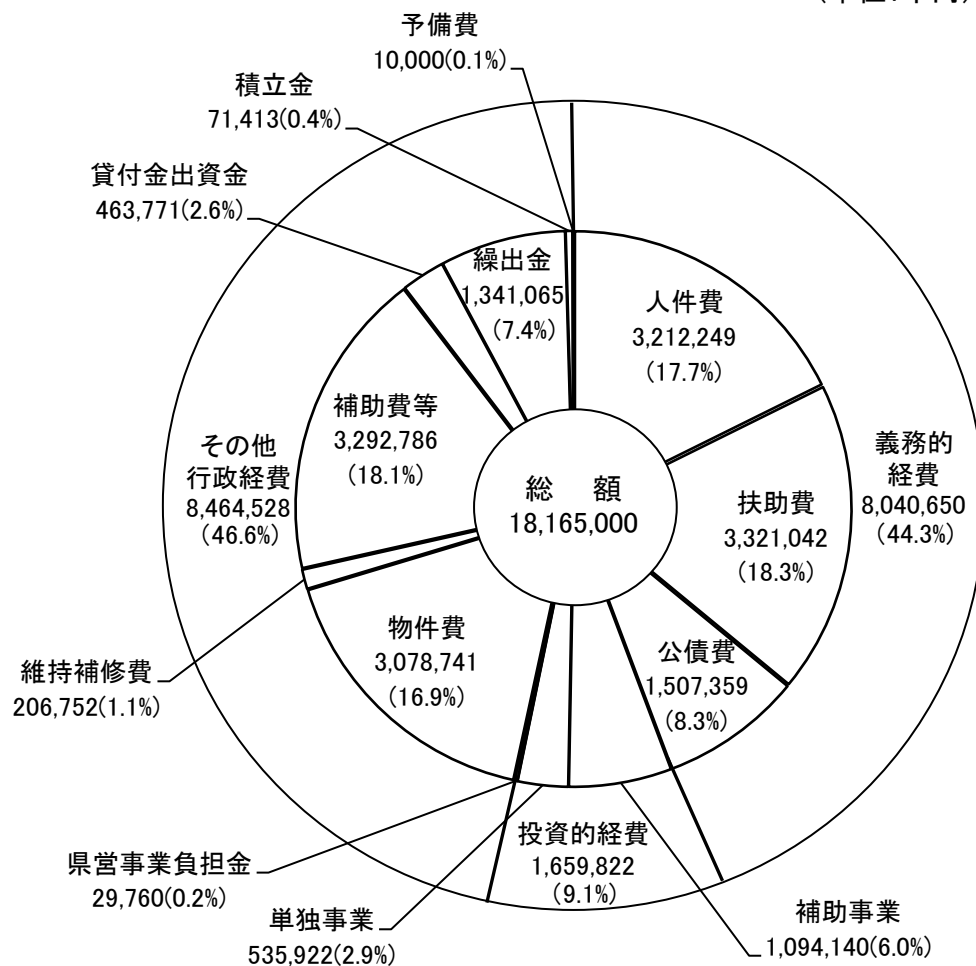 予備費
10,000(0.1%)
積立金
71,413(0.4%)
貸付金出資金
463,771(2.6%)
繰出金
1,341,065
(7.4%)
人件費
3,212,249
(17.7%)
補助費等
3,292,786
(18.1%)
その他
行政経費
8,464,528
(46.6%)
総 額
18,165,000
扶助費
3,321,042
(18.3%)
義務的
経費
8,040,650
(44.3%)
物件費
3,078,741
(16.9%)
公債費
1,507,359
(8.3%)
維持補修費
206,752(1.1%)
投資的経費
1,659,822
(9.1%)
県営事業負担金
29,760(0.2%)
単独事業
535,922(2.9%)
補助事業
1,094,140(6.0%)